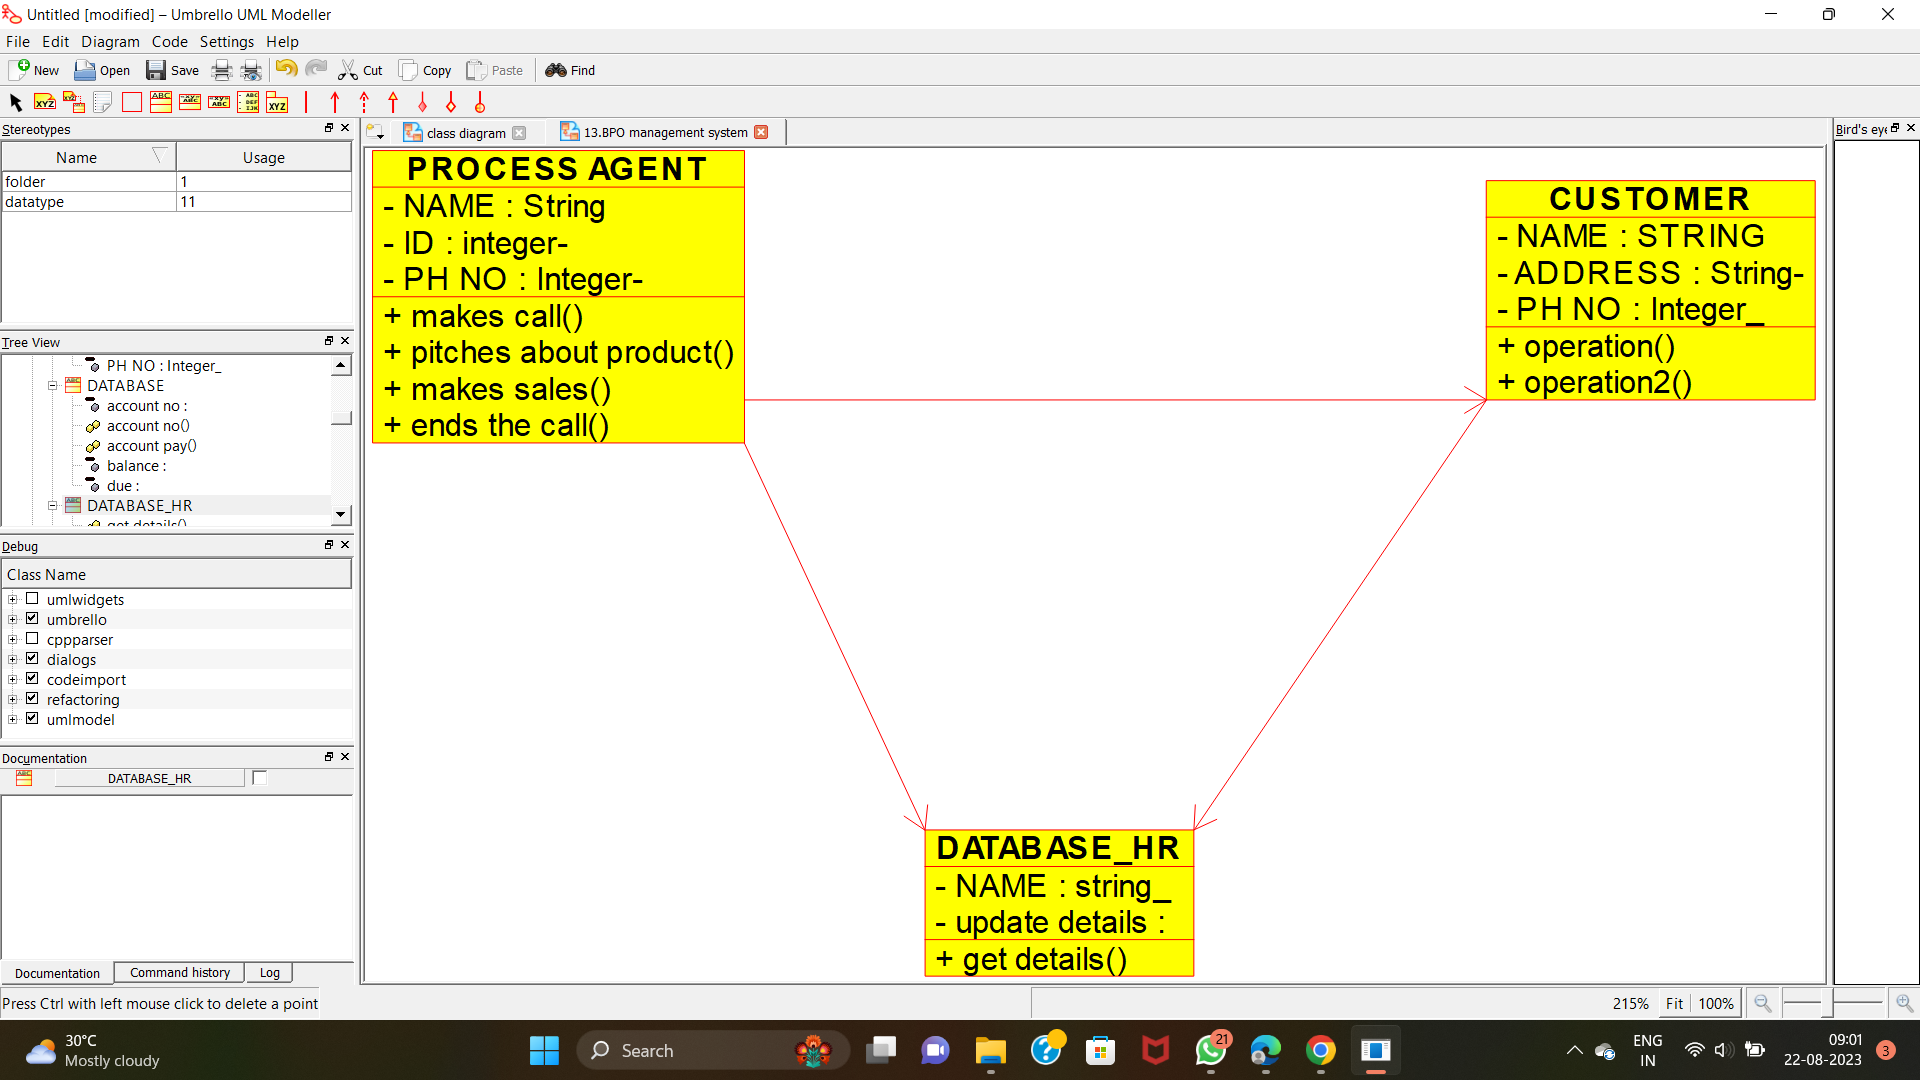 Untitled [modified] – Umbrello UML Modeller
File Edit Diagram Code Settings Help
New Open Save Cut Copy Paste Find
Stereotypes
Name Usage
folder 1
datatype 11
Tree View
PH NO : Integer_
DATABASE
account no :
account no()
account pay()
balance :
due :
DATABASE_HR
get details()
Debug
Class Name
umlwidgets
umbrello
cppparser
dialogs
codeimport
refactoring
umlmodel
Documentation
DATABASE_HR
Documentation Command history Log
Press Ctrl with left mouse click to delete a point
class diagram 13.BPO management system
PROCESS AGENT
- NAME : String
- ID : integer-
- PH NO : Integer-
+ makes call()
+ pitches about product()
+ makes sales()
+ ends the call()
CUSTOMER
- NAME : STRING
- ADDRESS : String-
- PH NO : Integer_
+ operation()
+ operation2()
DATABASE_HR
- NAME : string_
- update details :
+ get details()
Bird's eye
215% Fit 100%
30°C
Mostly cloudy
Search
21
ENG
IN
09:01
22-08-2023
3